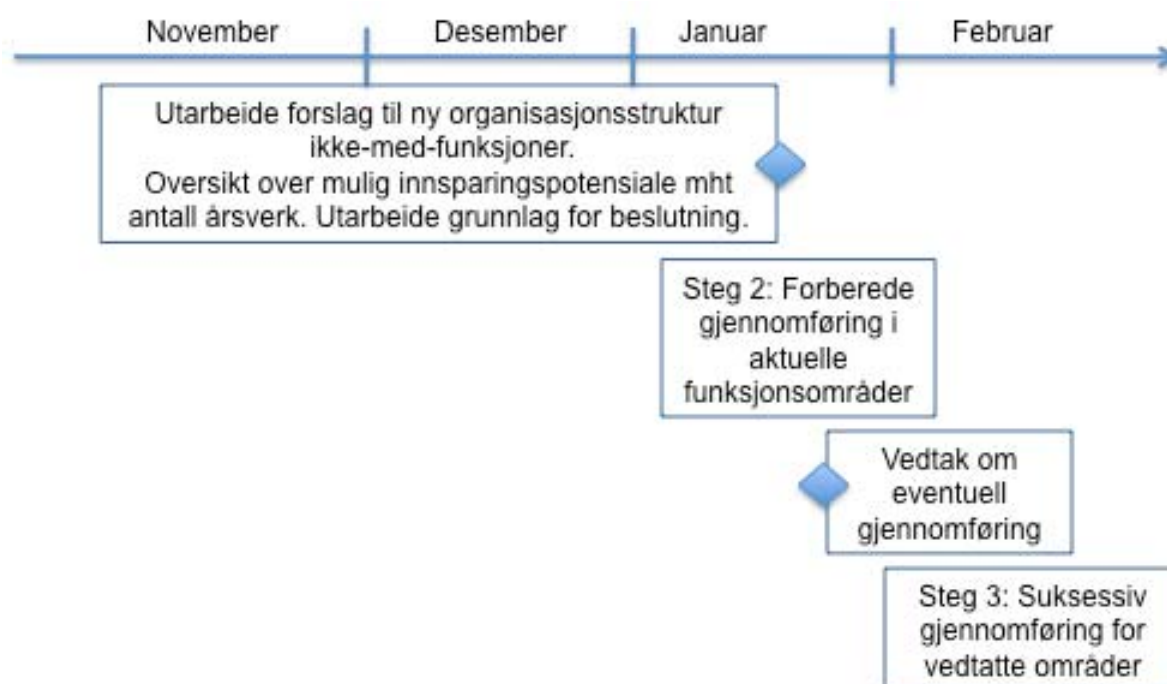 November
Desember
Januar
Februar
Utarbeide forslag til ny organisasjonsstruktur
ikke-med-funksjoner.
Oversikt over mulig innsparingspotensiale mht
antall årsverk. Utarbeide grunnlag for beslutning.
Steg 2: Forberede
gjennomføring i
aktuelle
funksjonsområder
Vedtak om
eventuell
gjennomføring
Steg 3: Suksessiv
gjennomføring for
vedtatte områder